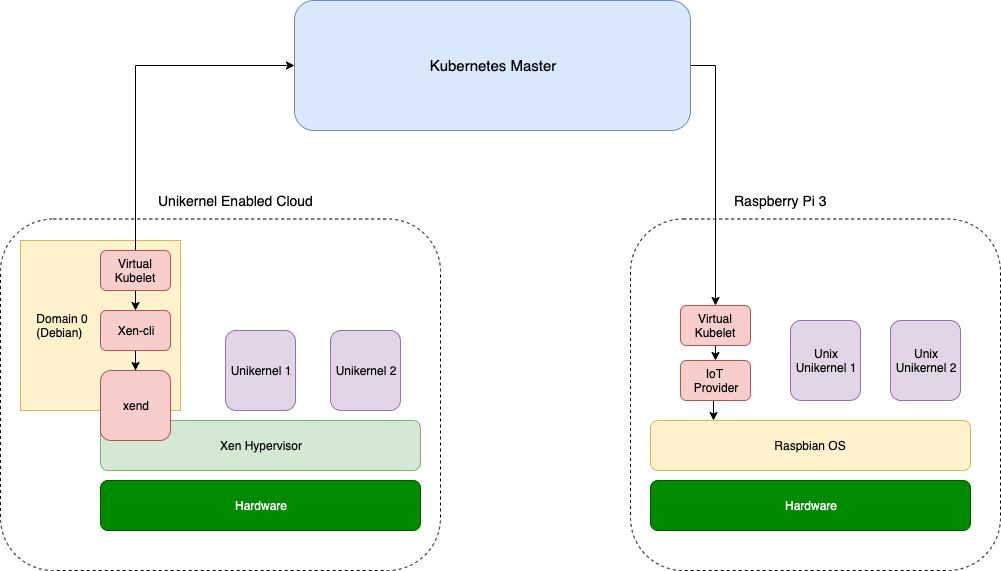 Kubernetes Master
Unikernel Enabled Cloud
Virtual
Kubelet
Domain 0
(Debian)
Xen-cli
xend
Unikernel 1
Unikernel 2
Xen Hypervisor
Hardware
Raspberry Pi 3
Virtual
Kubelet
IoT
Provider
Unix
Unikernel 1
Unix
Unikernel 2
Raspbian OS
Hardware